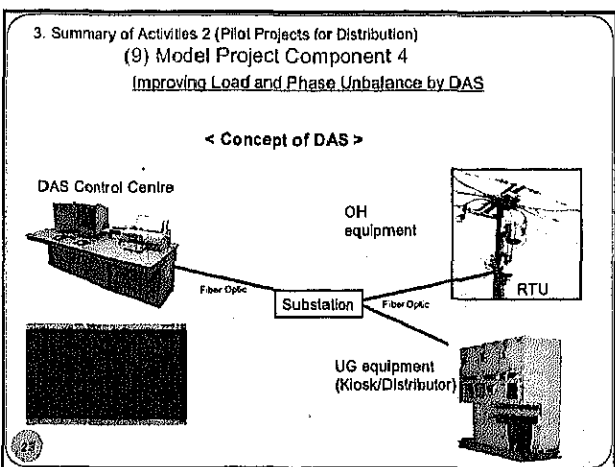 3. Summary of Activities 2 (Pilot Projects for Distribution)
(9) Model Project Component 4
Improving Load and Phase Unbalance by DAS
< Concept of DAS >
DAS Control Centre
OH
equipment
RTU
Fiber Optic
Substation
Fiber Optic
UG equipment
(Kiosk/Distributor)